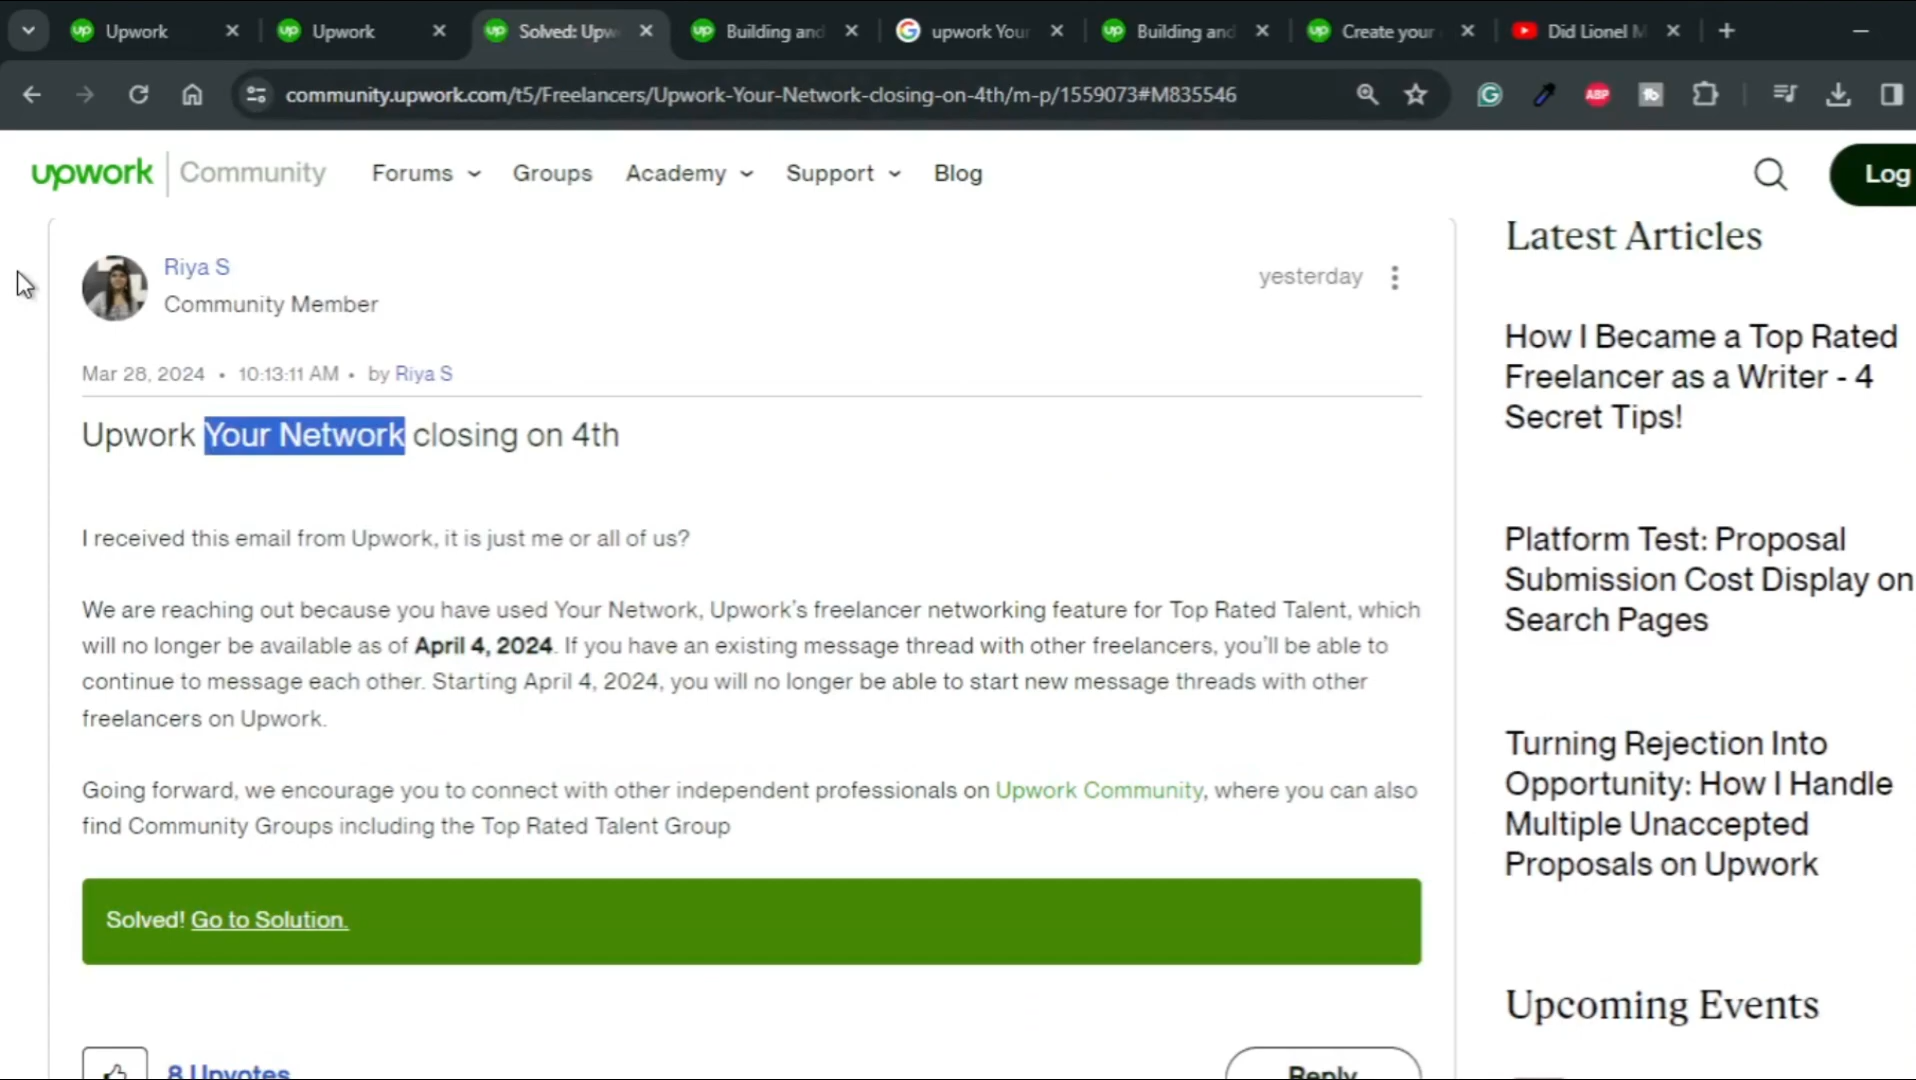 Upwork
Upwork
Solved: Upw
Building and
upwork Your
Building and
Create your
Did Lionel M
community.upwork.com/t5/Freelancers/Upwork-Your-Network-closing-on-4th/m-p/1559073#M835546
ABP
upwork Community Forums Groups Academy Support Blog
Log
Riya S
Community Member
yesterday
Mar 28, 2024 • 10:13:11 AM • by Riya S
Upwork Your Network closing on 4th
I received this email from Upwork, it is just me or all of us?
We are reaching out because you have used Your Network, Upwork's freelancer networking feature for Top Rated Talent, which
will no longer be available as of April 4, 2024. If you have an existing message thread with other freelancers, you'll be able to
continue to message each other. Starting April 4, 2024, you will no longer be able to start new message threads with other
freelancers on Upwork.
Going forward, we encourage you to connect with other independent professionals on Upwork Community, where you can also
find Community Groups including the Top Rated Talent Group
Solved! Go to Solution.
8 Upvotes
Reply
Latest Articles
How I Became a Top Rated
Freelancer as a Writer - 4
Secret Tips!
Platform Test: Proposal
Submission Cost Display on
Search Pages
Turning Rejection Into
Opportunity: How I Handle
Multiple Unaccepted
Proposals on Upwork
Upcoming Events